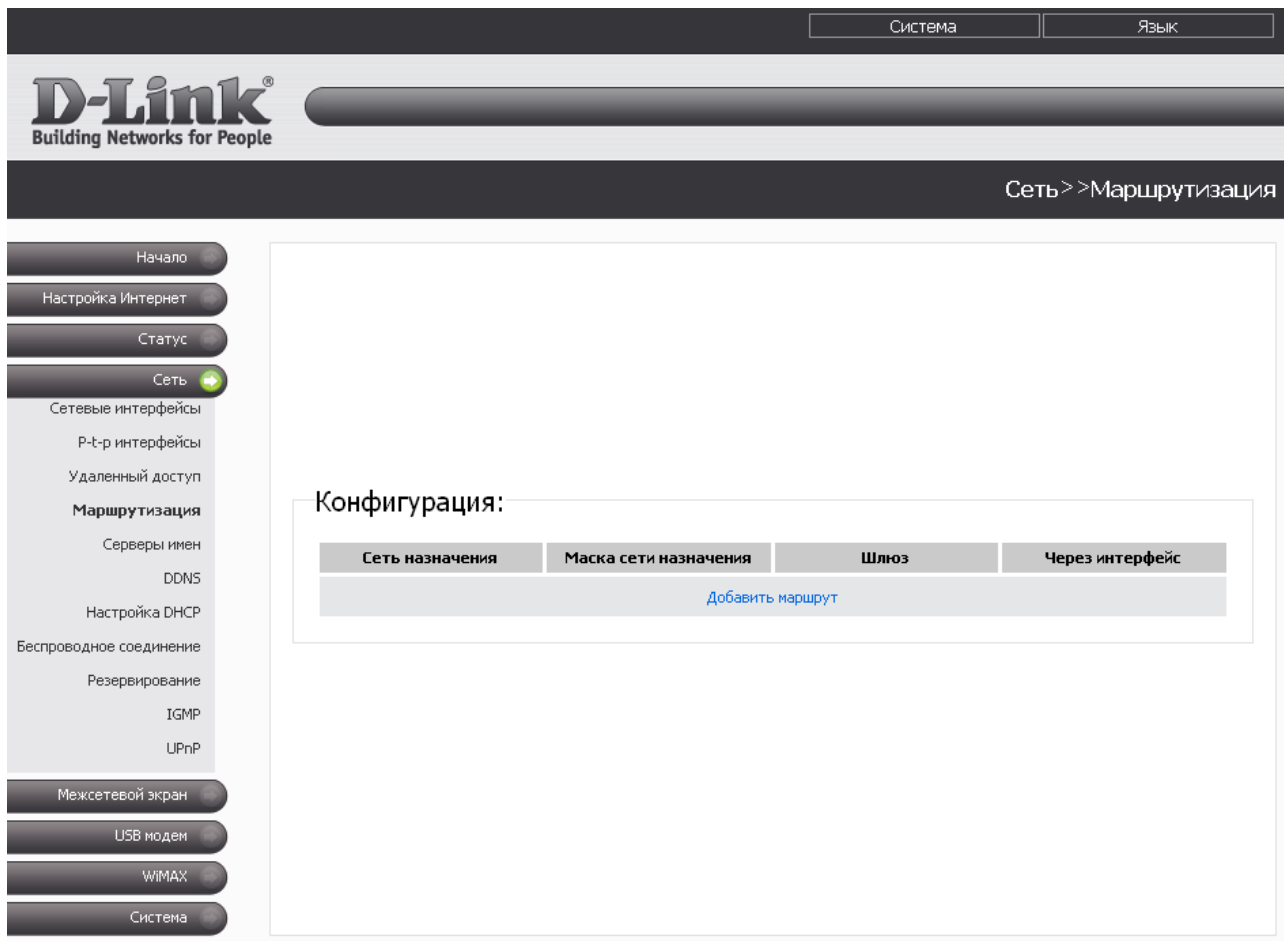 Система Язык
D-Link®
Building Networks for People
Сеть>>Маршрутизация
Начало
Настройка Интернет
Статус
Сеть
Сетевые интерфейсы
P-t-p интерфейсы
Удаленный доступ
Маршрутизация
Серверы имен
DDNS
Настройка DHCP
Беспроводное соединение
Резервирование
IGMP
UPnP
Межсетевой экран
USB модем
WiMAX
Система
Конфигурация:
Сеть назначения Маска сети назначения Шлюз Через интерфейс
Добавить маршрут